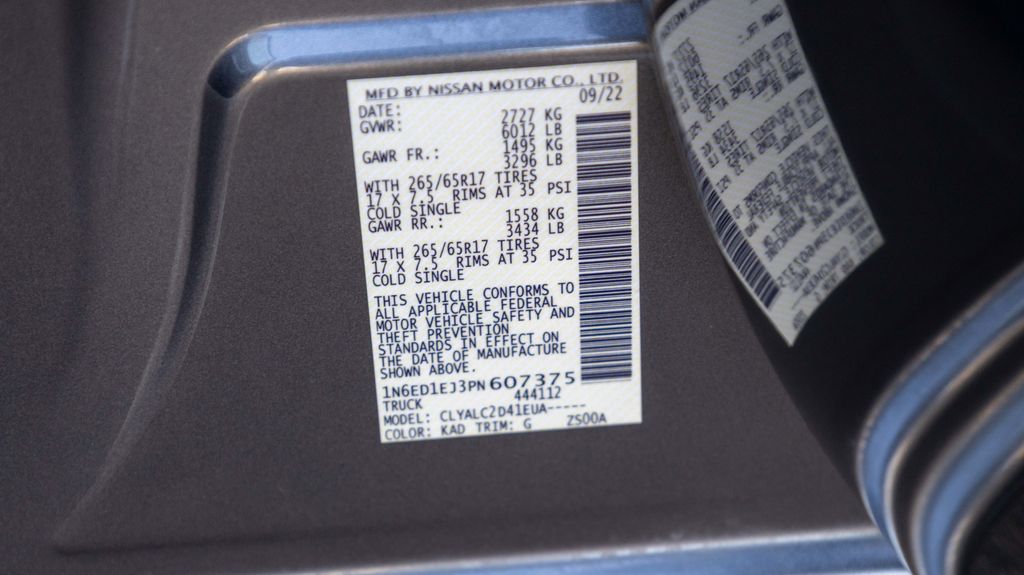 MFD BY NISSAN MOTOR CO., LTD.
DATE: 09/22
GVWR: 2727 KG
6012 LB
GAWR FR.: 1495 KG
3296 LB
WITH 265/65R17 TIRES
17 X 7.5 RIMS AT 35 PSI
COLD SINGLE
GAWR RR.: 1558 KG
3434 LB
WITH 265/65R17 TIRES
17 X 7.5 RIMS AT 35 PSI
COLD SINGLE
THIS VEHICLE CONFORMS TO
ALL APPLICABLE FEDERAL
MOTOR VEHICLE SAFETY AND
THEFT PREVENTION
STANDARDS IN EFFECT ON
THE DATE OF MANUFACTURE
SHOWN ABOVE.
1N6ED1EJ3PN607375
TRUCK 444112
MODEL: CLYALC2D41EUA-----
COLOR: KAD TRIM: G ZS00A